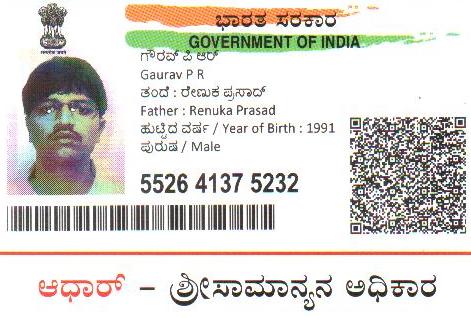 ಭಾರತ ಸರಕಾರ
GOVERNMENT OF INDIA
ಗೌರವ್ ಪಿ ಆರ್
Gaurav P R
ತಂದೆ : ರೇಣುಕ ಪ್ರಸಾದ್
Father : Renuka Prasad
ಹುಟ್ಟಿದ ವರ್ಷ / Year of Birth : 1991
ಪುರುಷ / Male
5526 4137 5232
ಆಧಾರ್ – ಶ್ರೀಸಾಮಾನ್ಯನ ಅಧಿಕಾರ